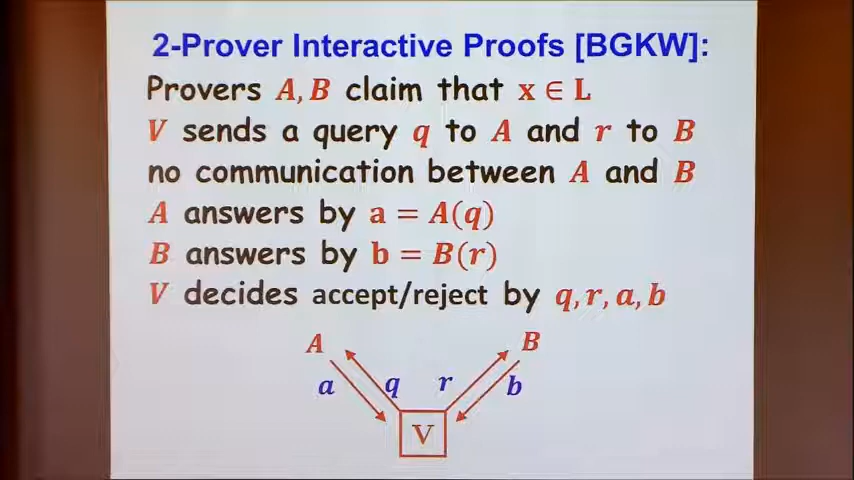 2-Prover Interactive Proofs [BGKW]:
Provers A, B claim that x ∈ L
V sends a query q to A and r to B
no communication between A and B
A answers by a = A(q)
B answers by b = B(r)
V decides accept/reject by q, r, a, b
A B
a q r b
V